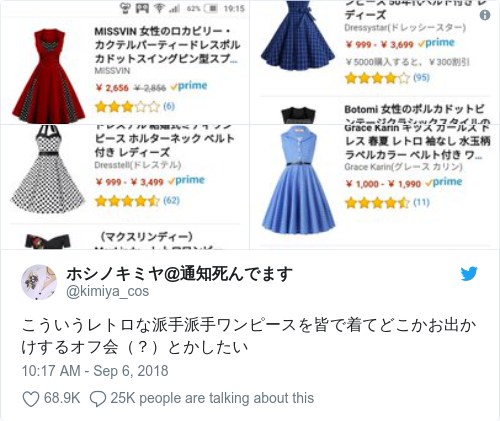 62% 19:15
MISSVIN 女性のロカビリー・
カクテルパーティードレスポル
カドットスイングピン型スプ...
MISSVIN
￥2,656 ￥2,856 prime
(6)
ディーズ
Dressystar(ドレッシースター)
￥999 - ￥3,699 prime
￥5000購入すると、￥300割引
(95)
Botomi 女性のポルカドットビ
ピース ホルターネック ベルト
付き レディーズ
Dresstell(ドレステル)
￥999 - ￥3,499 prime
(62)
（マクスリンディー）
Grace Karin キッズ ガールズ ド
レス 春夏 レトロ 袖なし 水玉柄
ラペルカラー ベルト付き ワ...
Grace Karin(グレース カリン)
￥1,000 - ￥1,990 prime
(11)
ホシノキミヤ@通知死んでます
@kimiya_cos
こういうレトロな派手派手ワンピースを皆で着てどこかお出か
けするオフ会（？）とかしたい
10:17 AM - Sep 6, 2018
68.9K 25K people are talking about this